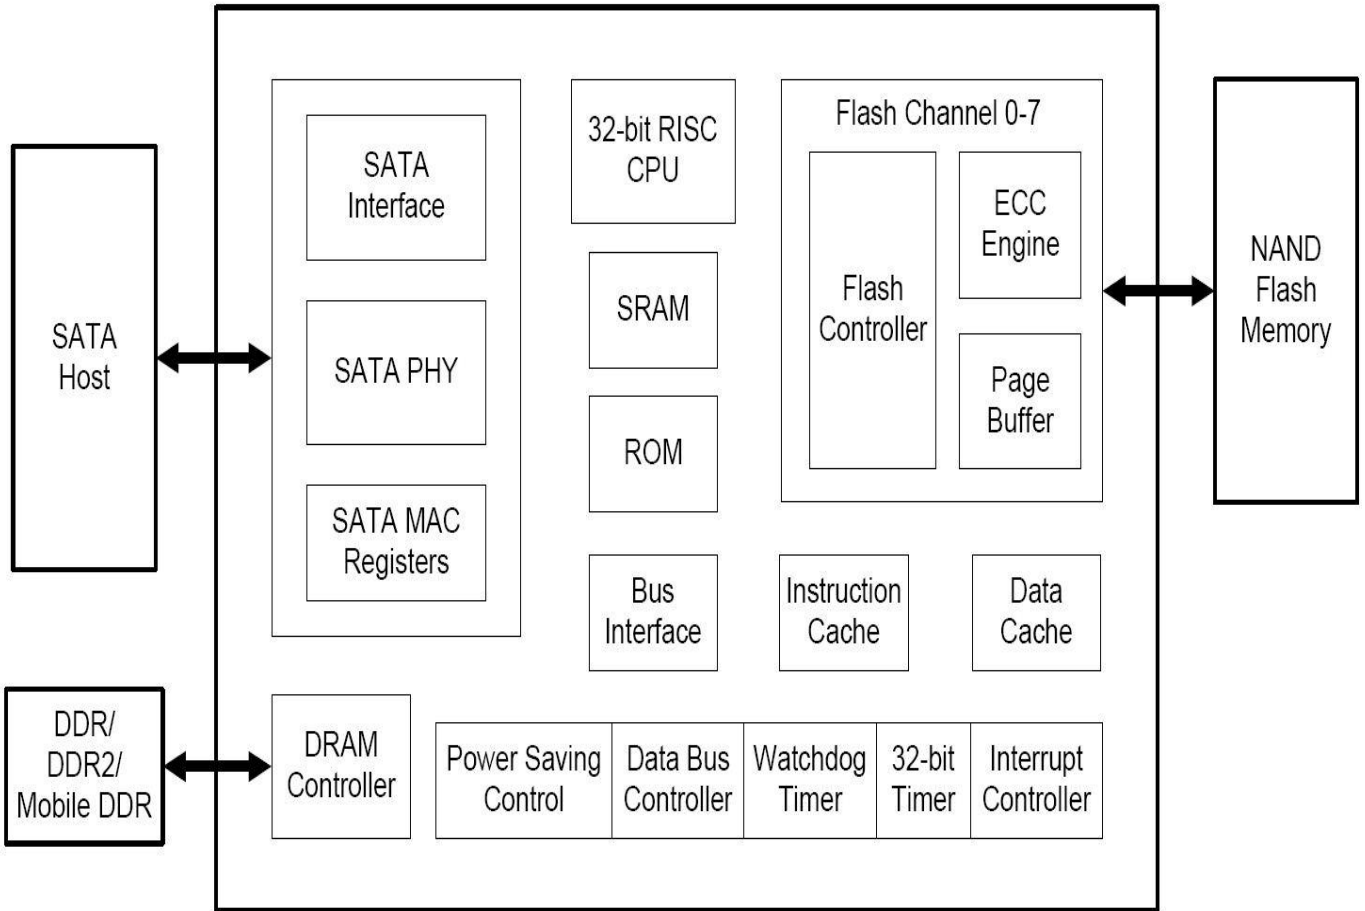 SATA
Host
DDR/
DDR2/
Mobile DDR
SATA
Interface
SATA PHY
SATA MAC
Registers
DRAM
Controller
32-bit RISC
CPU
SRAM
ROM
Bus
Interface
Flash Channel 0-7
Flash
Controller
ECC
Engine
Page
Buffer
Instruction
Cache
Data
Cache
Power Saving
Control
Data Bus
Controller
Watchdog
Timer
32-bit
Timer
Interrupt
Controller
NAND
Flash
Memory